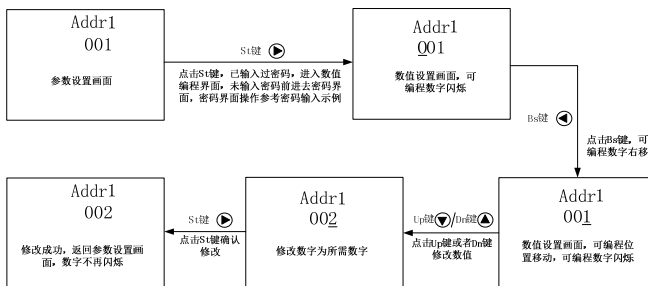 Addr1
001
参数设置画面
St键
点击St键，已输入过密码，进入数值
编程界面，未输入密码前进去密码界
面，密码界面操作参考密码输入示例
Addr1
001
数值设置画面，可
编程数字闪烁
Bs键
点击Bs键，可
编程数字右移
Addr1
001
数值设置画面，可编程位
置移动，可编程数字闪烁
Up键/Dn键
点击Up键或者Dn键
修改数值
Addr1
002
修改数字为所需数字
St键
点击St键确认
修改
Addr1
002
修改成功，返回参数设置画
面，数字不再闪烁